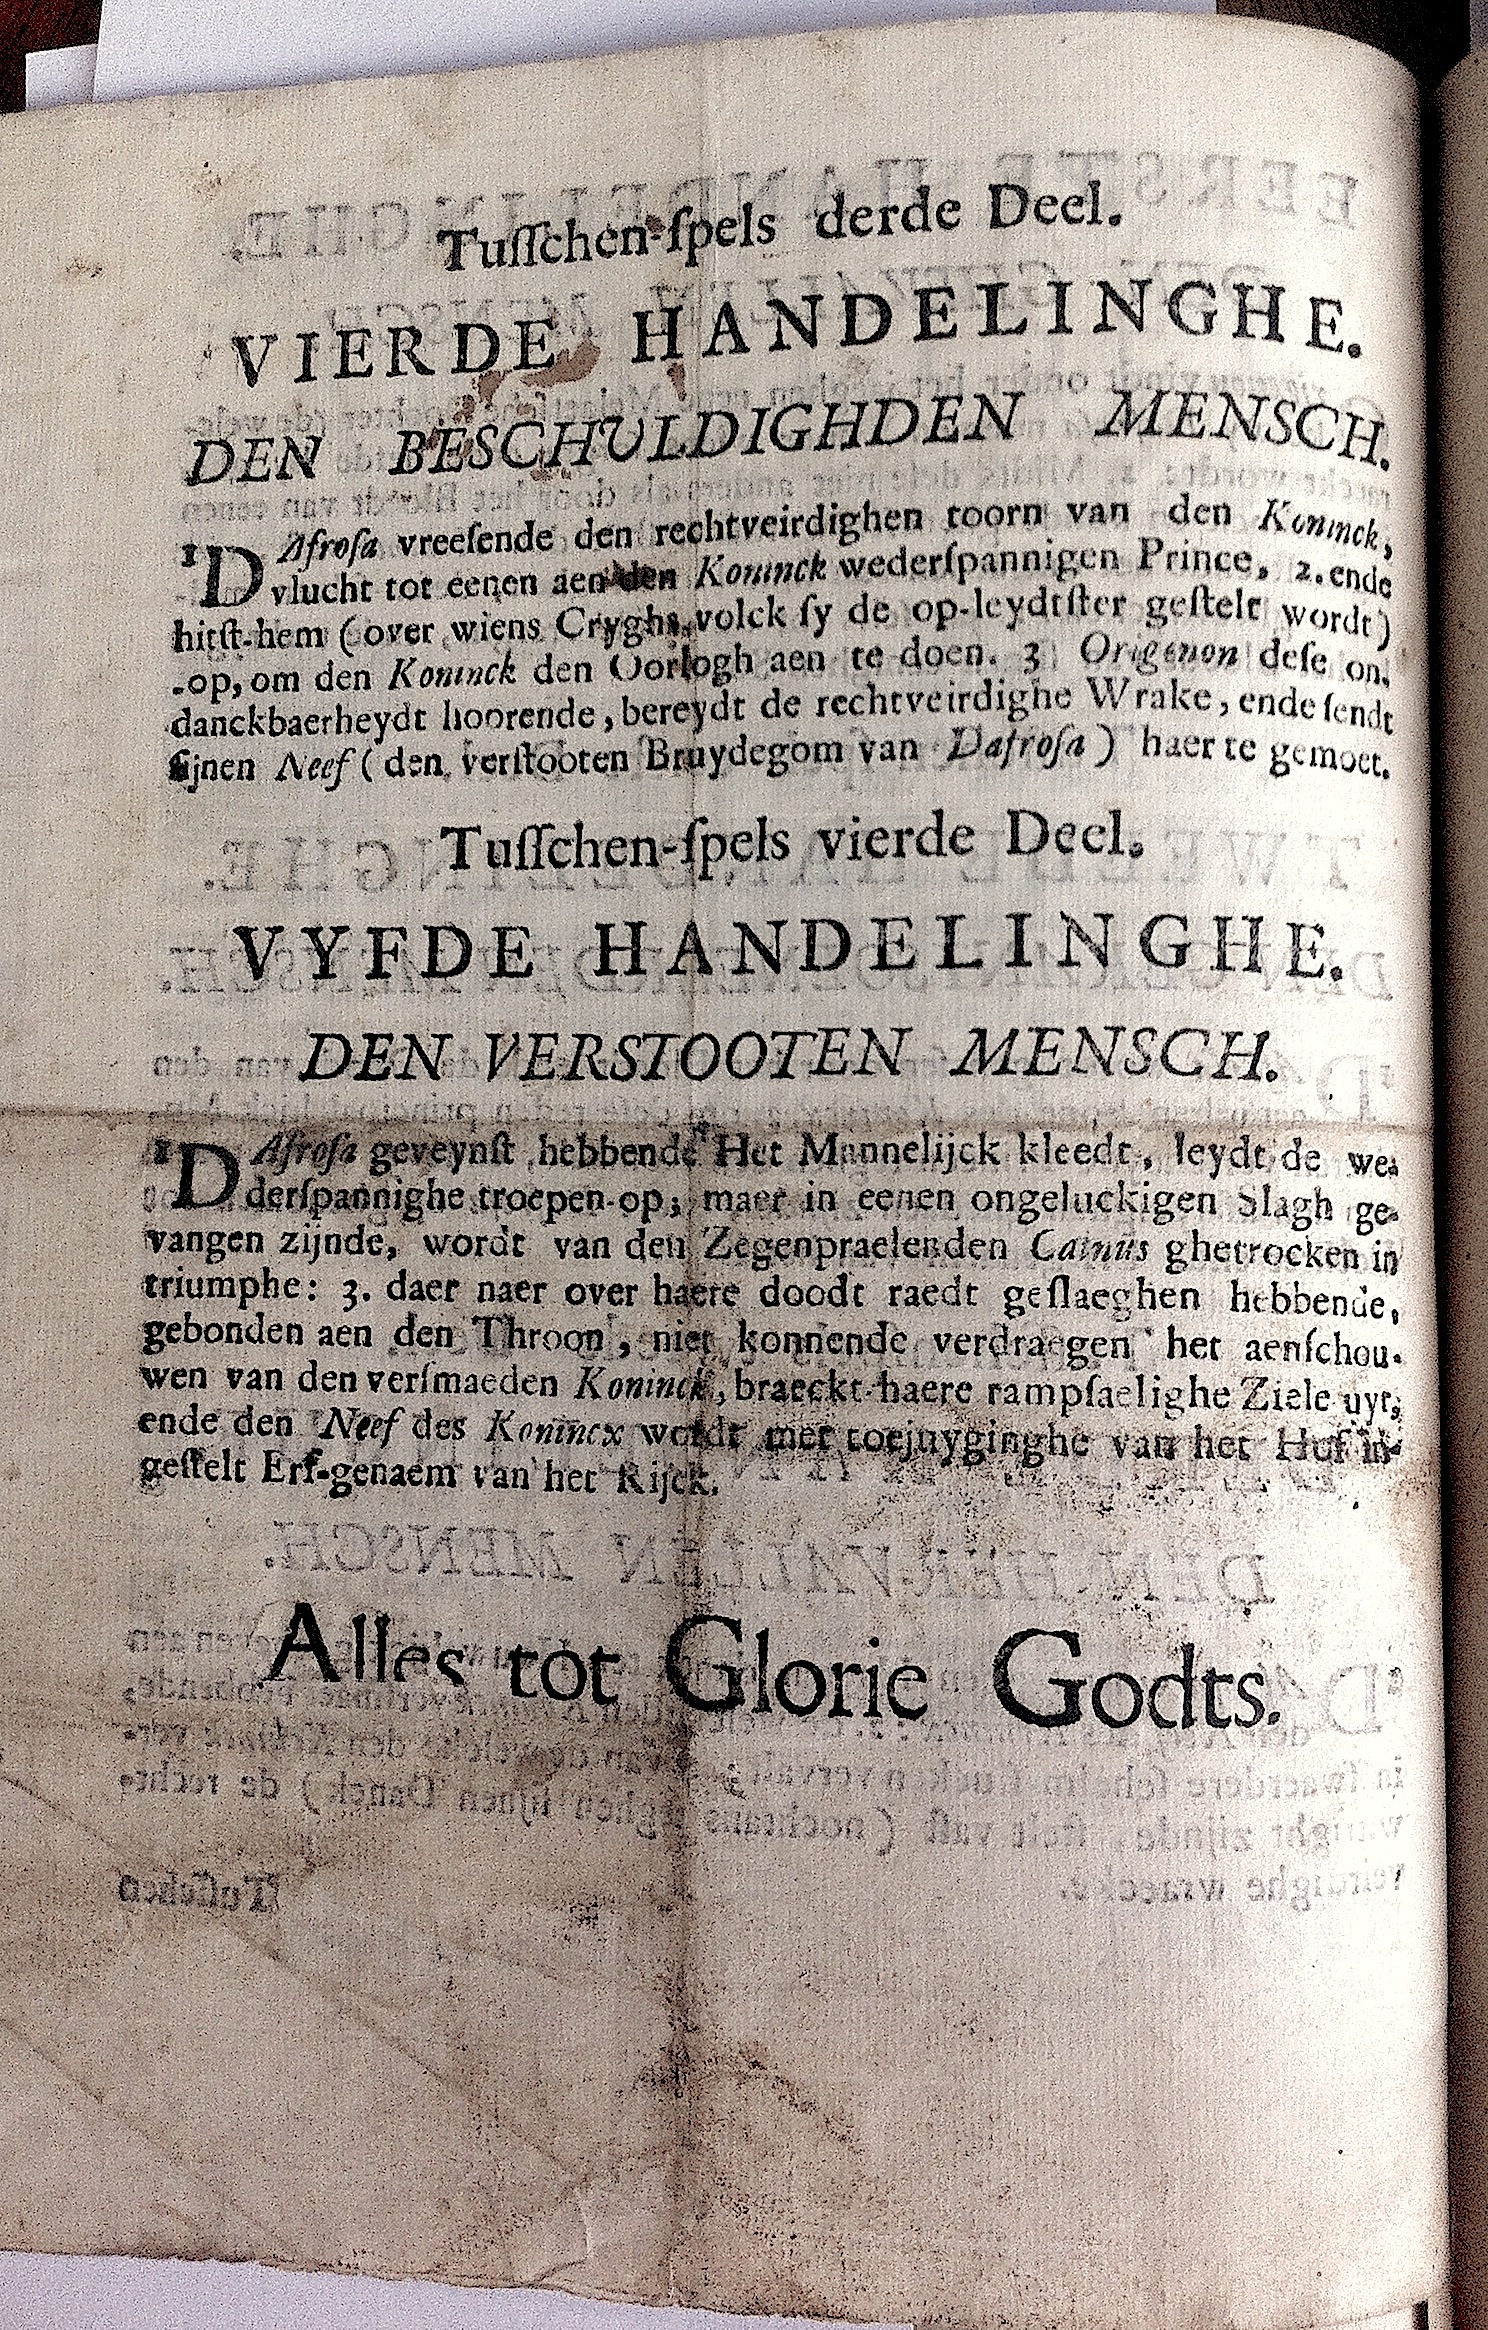 Tuſſchen-ſpels derde Deel.
VIERDE HANDELINGHE.
DEN BESCHULDIGHDEN MENSCH.
1 DAfroſa vreeſende den rechtveirdighen toorn van den Koninck,
vlucht tot eenen aen den Koninck wederſpannigen Prince, 2. ende
hitſt-hem (over wiens Cryghs-volck ſy de op-leydtſter geſtelt wordt)
-op, om den Koninck den Oorlogh aen te doen. 3 Origenon deſe on-
danckbaerheydt hoorende, bereydt de rechtveirdighe Wrake, ende ſendt
ſijnen Neef (den verſtooten Bruydegom van Dafroſa) haer te gemoet.
Tuſſchen-ſpels vierde Deel.
VYFDE HANDELINGHE.
DEN VERSTOOTEN MENSCH.
1 DAfroſa geveynſt hebbende Het Mannelijck kleedt, leydt de we-
derſpannighe troepen op, maer in eenen ongeluckigen Slagh ge-
vangen zijnde, wordt van den Zegenpraelenden Cainus ghetrocken in
triumphe: 3. daer naer over haere doodt raedt geſlaeghen hebbende,
gebonden aen den Throon, niet konnende verdraegen het aenſchou-
wen van den verſmaeden Koninck, braeckt haere rampſaelighe Ziele uyt,
ende den Neef des Konincx wordt met toejuyginghe van het Hof in-
geſtelt Erf-genaem van het Rijck.
Alles tot Glorie Godts.